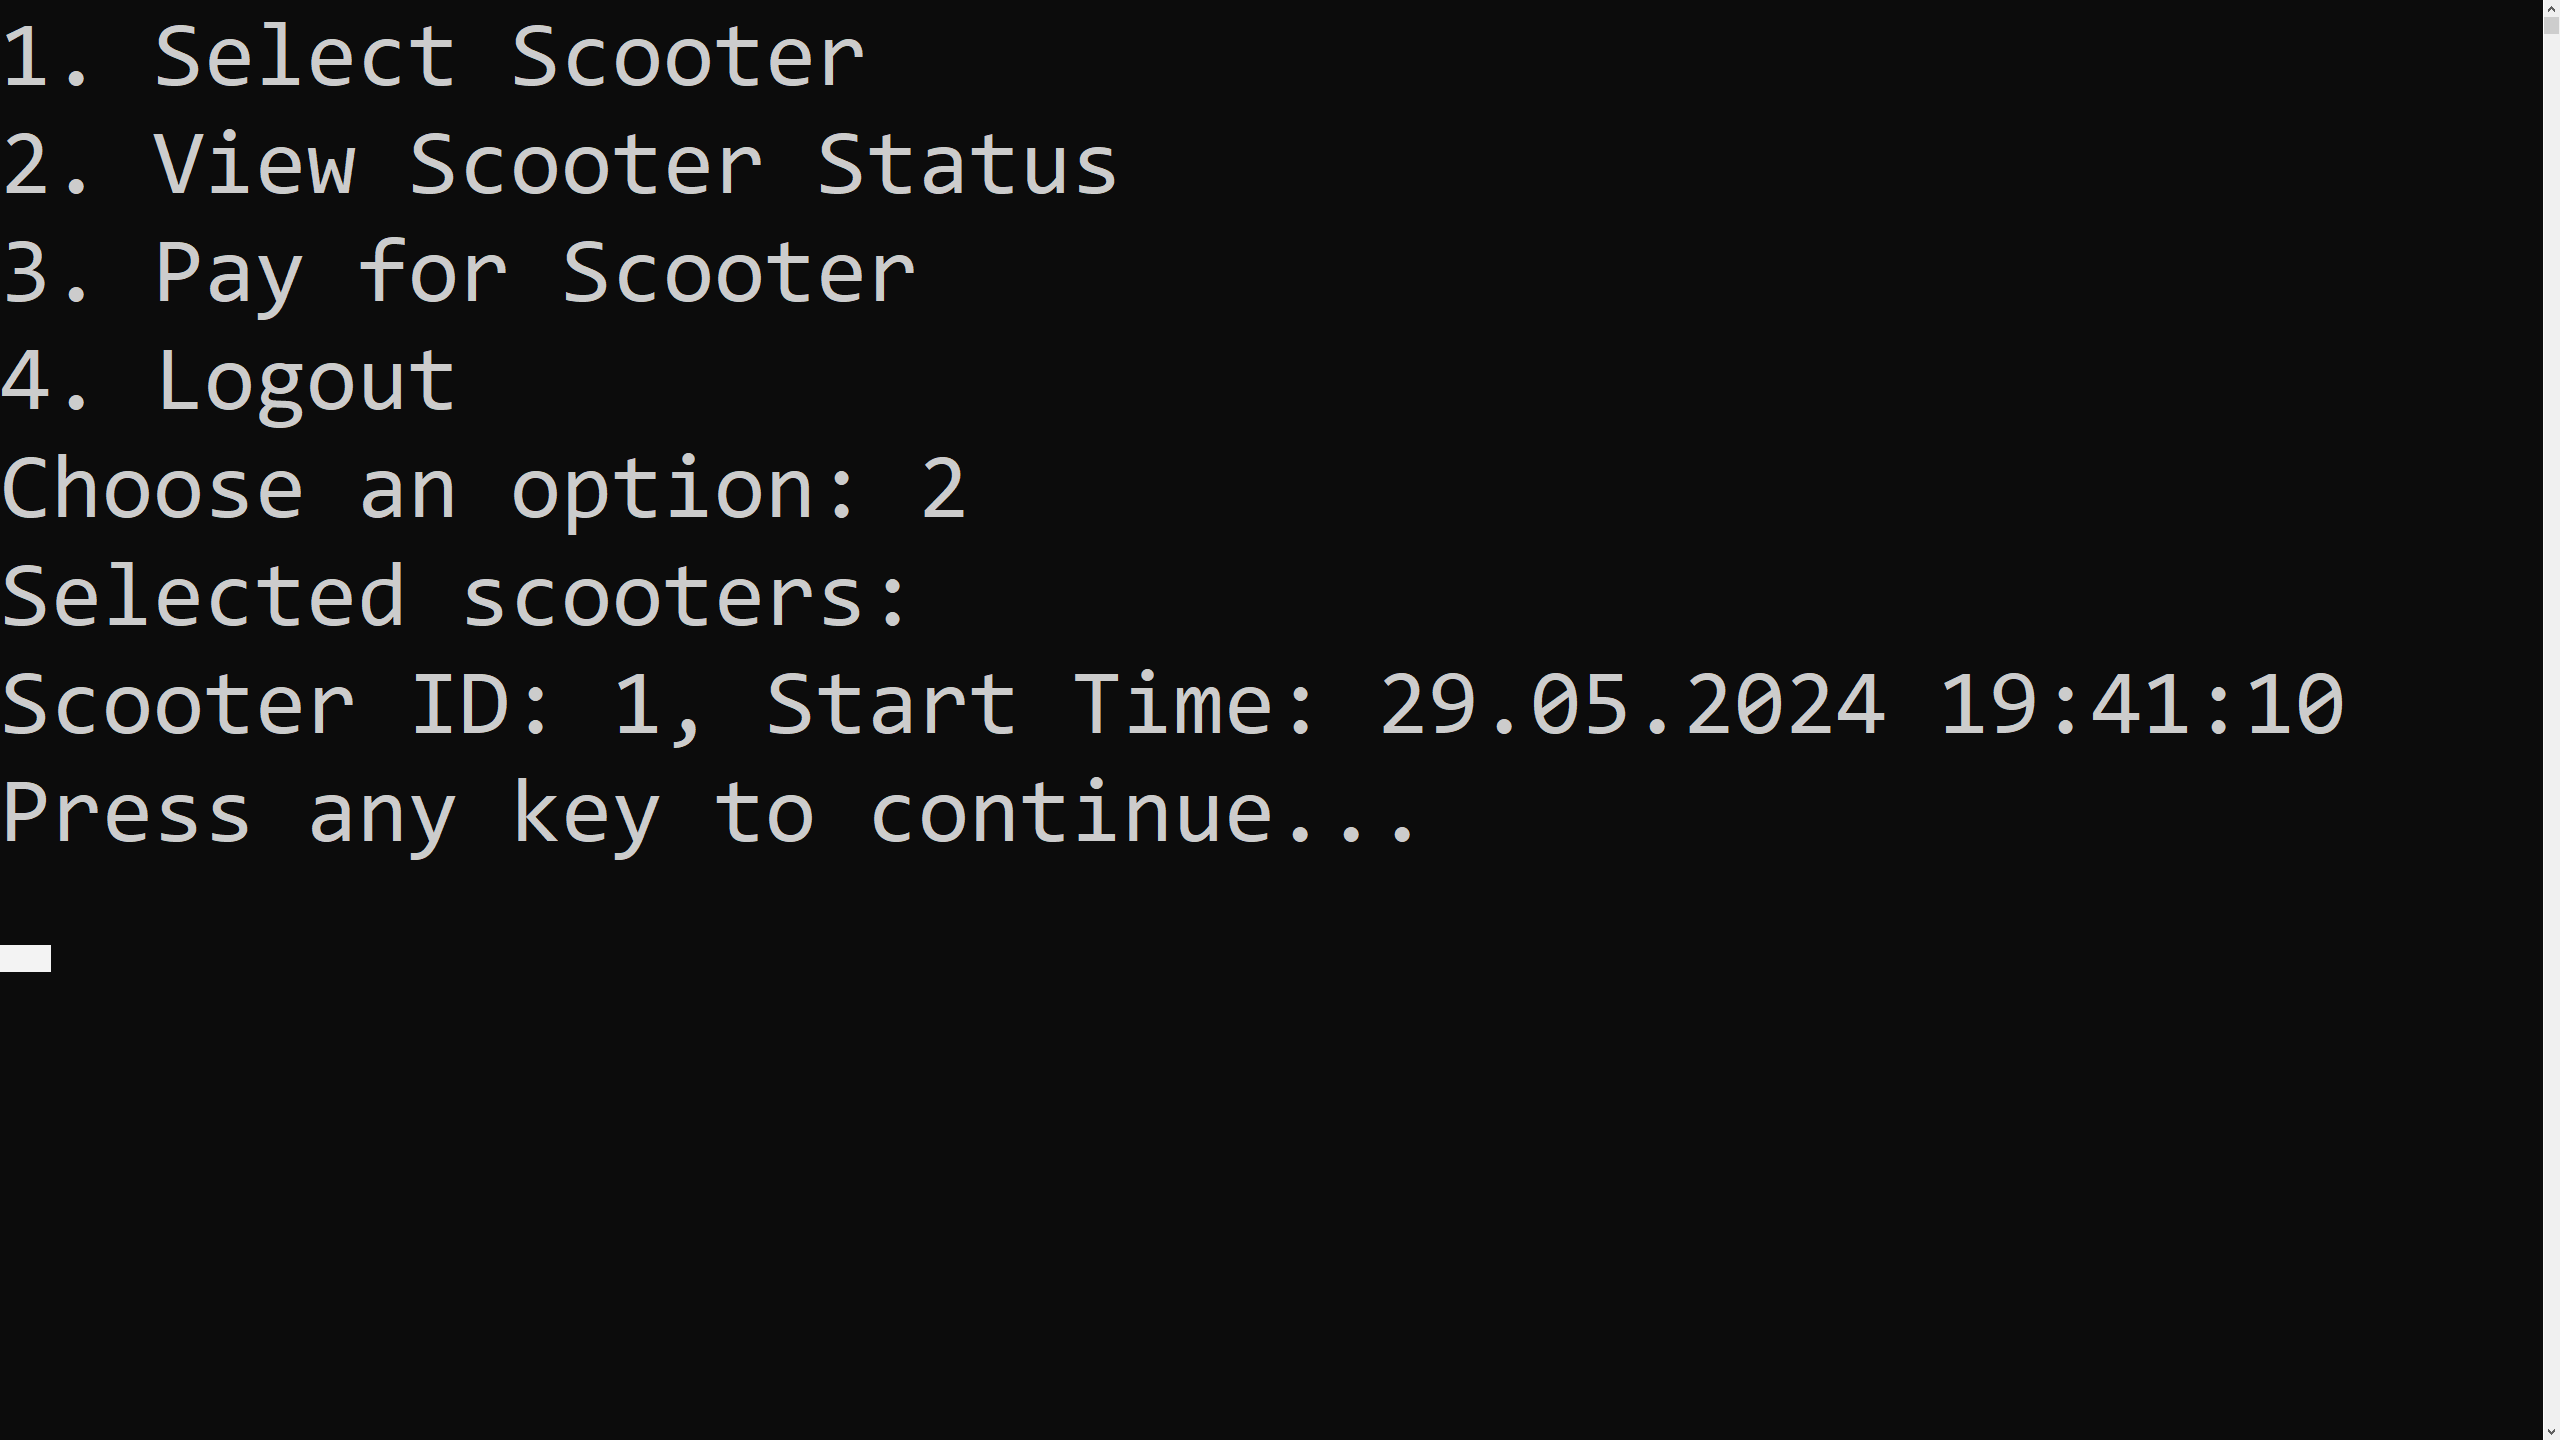 1. Select Scooter
2. View Scooter Status
3. Pay for Scooter
4. Logout
Choose an option: 2
Selected scooters:
Scooter ID: 1, Start Time: 29.05.2024 19:41:10
Press any key to continue...